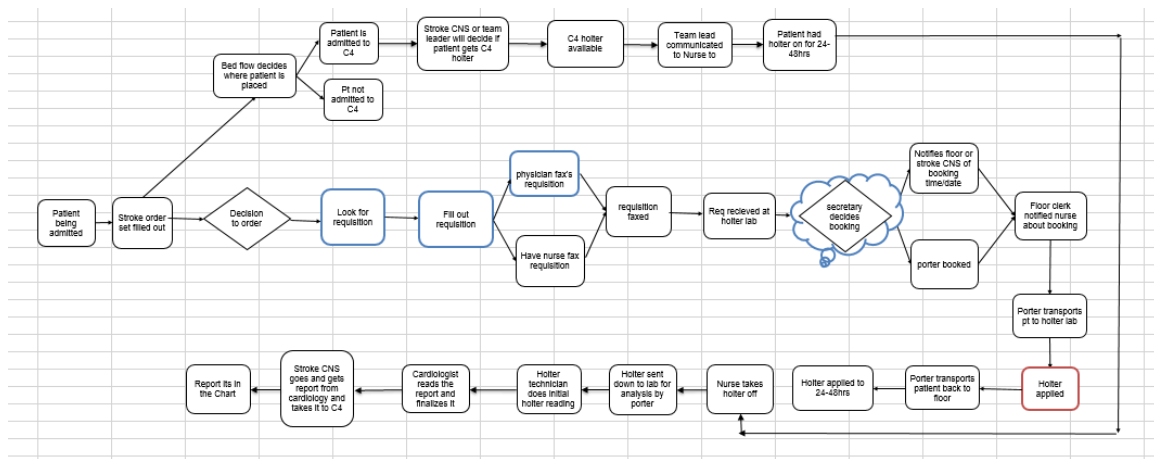 Patient is
admitted to
C4
Stroke CNS or team
leader will decide if
patient gets C4
holter
C4 holter
available
Team lead
communicated
to Nurse to
Patient had
holter on for 24-
48hrs
Bed flow decides
where patient is
placed
Pt not
admitted to
C4
Patient
being
admitted
Stroke order
set filled out
Decision
to order
Look for
requisition
Fill out
requisition
physician fax's
requisition
Have nurse fax
requisition
requisition
faxed
Req recieved at
holter lab
secretary
decides
booking
Notifies floor or
stroke CNS of
booking
time/date
porter booked
Floor clerk
notified nurse
about booking
Porter transports
pt to holter lab
Holter
applied
Porter transports
patient back to
floor
Holter applied to
24-48hrs
Nurse takes
holter off
Holter sent
down to lab for
analysis by
porter
Holter
technician
does initial
holter reading
Cardiologist
reads the
report and
finalizes it
Stroke CNS
goes and gets
report from
cardiology and
takes it to C4
Report its in
the Chart